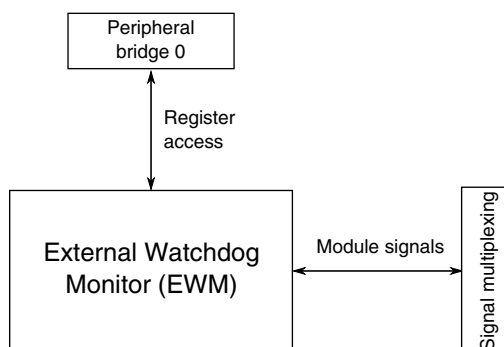 Peripheral
bridge 0
Register
access
External Watchdog
Monitor (EWM)
Module signals
Signal multiplexing